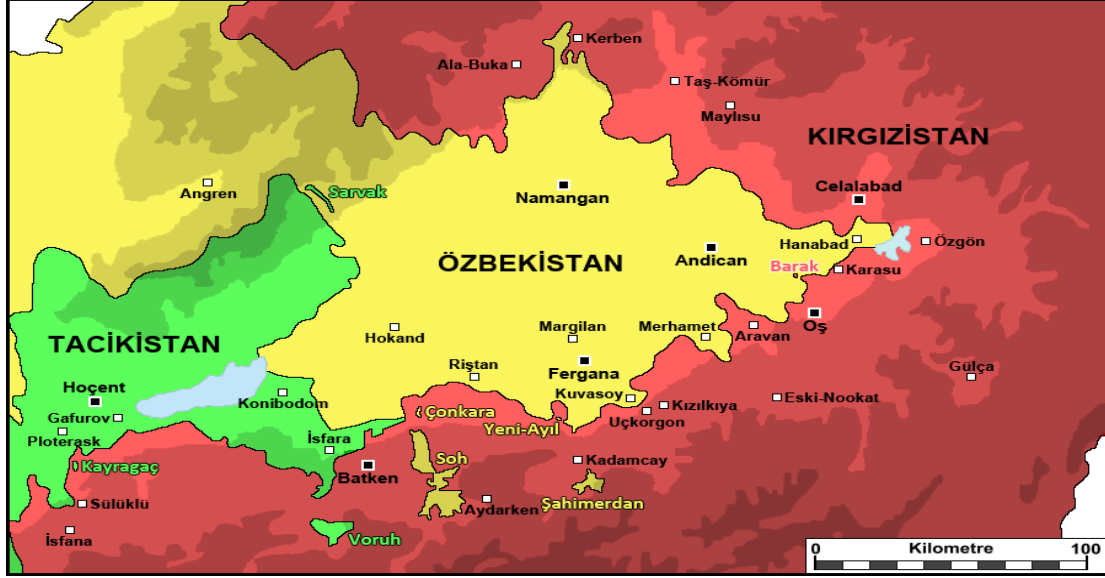 Kerben
Ala-Buka
Taş-Kömür
Maylısu
KIRGIZİSTAN
Angren
Sarvak
Namangan
Celalabad
Hanabad
Özgön
ÖZBEKİSTAN
Andican
Barak
Karasu
Hokand
Margilan
Merhamet
Aravan
Oş
TACİKİSTAN
Riştan
Fergana
Gülça
Hoçent
Konibodom
Kuvasoy
Kızılkıya
Eski-Nookat
Gafurov
Çonkara
Uçkorgon
Ploterask
Yeni-Ayıl
İsfara
Kayragaç
Soh
Kadamcay
Batken
Sülüklü
Aydarken
Şahimerdan
İsfana
Voruh
0 Kilometre 100